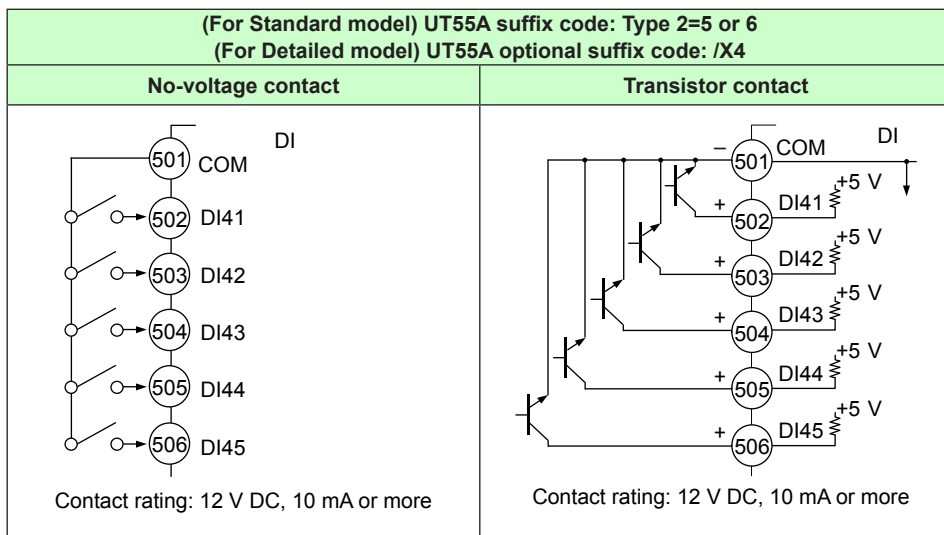 (For Standard model) UT55A suffix code: Type 2=5 or 6
(For Detailed model) UT55A optional suffix code: /X4
No-voltage contact
Transistor contact
DI
501 COM
502 DI41
503 DI42
504 DI43
505 DI44
506 DI45
Contact rating: 12 V DC, 10 mA or more
DI
– 501 COM
+5 V
+ 502 DI41
+5 V
+ 503 DI42
+5 V
+ 504 DI43
+5 V
+ 505 DI44
+5 V
+ 506 DI45
Contact rating: 12 V DC, 10 mA or more